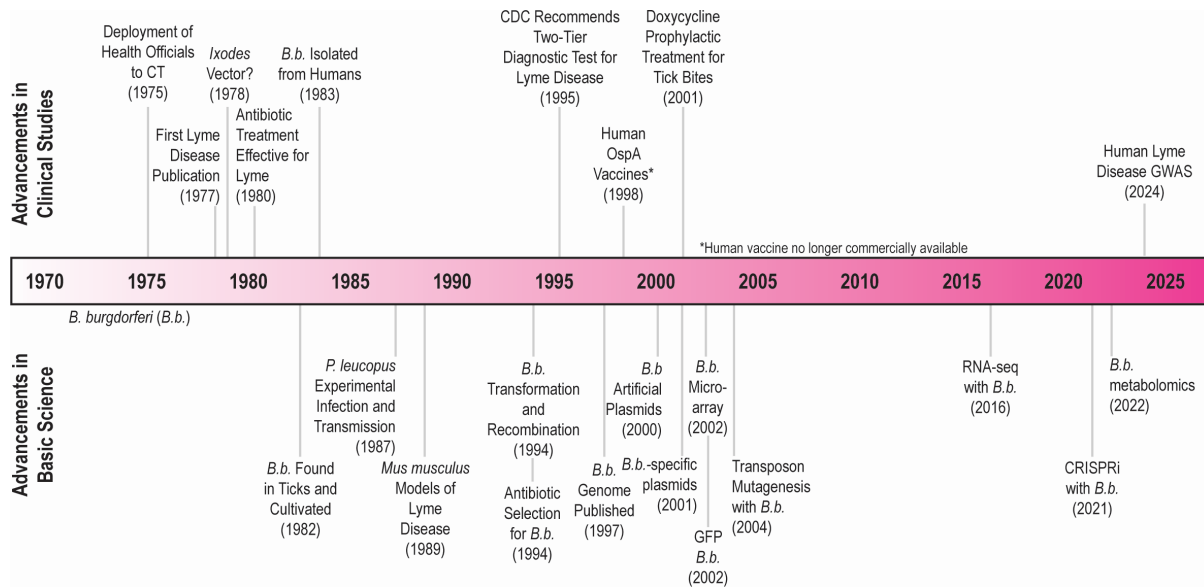 Advancements in
Clinical Studies
Deployment of
Health Officials
to CT
(1975)
First Lyme
Disease
Publication
(1977)
Ixodes
Vector?
(1978)
Antibiotic
Treatment
Effective for
Lyme
(1980)
B.b. Isolated
from Humans
(1983)
CDC Recommends
Two-Tier
Diagnostic Test for
Lyme Disease
(1995)
Human
OspA
Vaccines*
(1998)
Doxycycline
Prophylactic
Treatment for
Tick Bites
(2001)
Human Lyme
Disease GWAS
(2024)
*Human vaccine no longer commercially available
1970 1975 1980 1985 1990 1995 2000 2005 2010 2015 2020 2025
B. burgdorferi (B.b.)
Advancements in
Basic Science
B.b. Found
in Ticks and
Cultivated
(1982)
P. leucopus
Experimental
Infection and
Transmission
(1987)
Mus musculus
Models of
Lyme
Disease
(1989)
B.b.
Transformation
and
Recombination
(1994)
Antibiotic
Selection
for B.b.
(1994)
B.b.
Genome
Published
(1997)
B.b
Artificial
Plasmids
(2000)
B.b.-specific
plasmids
(2001)
B.b.
Micro-
array
(2002)
GFP
B.b.
(2002)
Transposon
Mutagenesis
with B.b.
(2004)
RNA-seq
with B.b.
(2016)
CRISPRi
with B.b.
(2021)
B.b.
metabolomics
(2022)